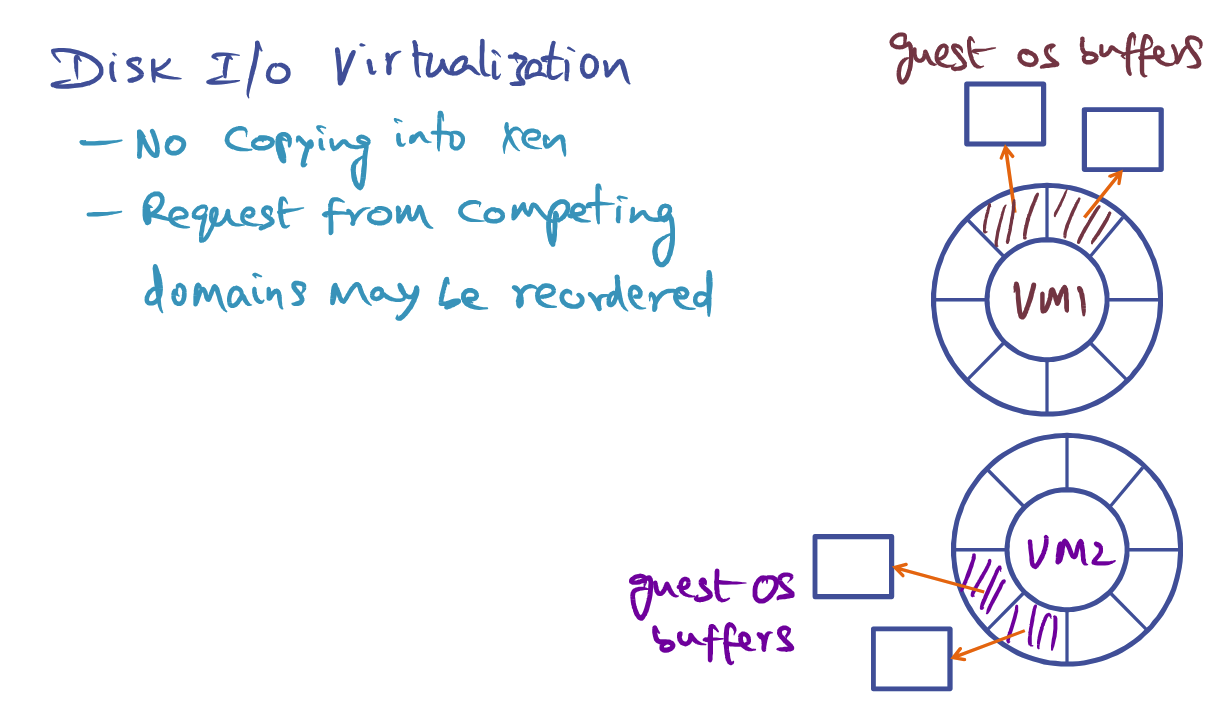 Disk I/O Virtualization
— No Copying into Xen
— Request from Competing
domains may be reordered
guest os buffers
VM1
VM2
guest OS
buffers